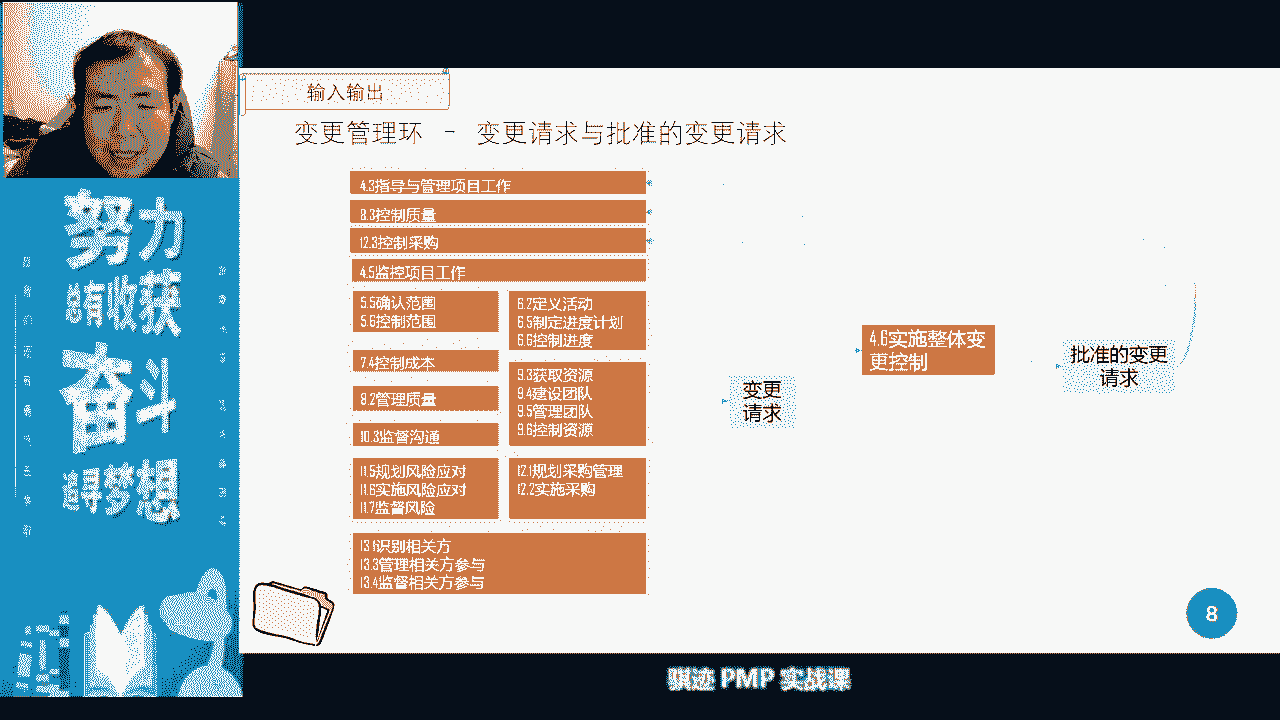 输入输出
变更管理环 - 变更请求与批准的变更请求
4.3指导与管理项目工作
8.3控制质量
12.3控制采购
4.5监控项目工作
5.5确认范围
5.6控制范围
6.2定义活动
6.5制定进度计划
6.6控制进度
7.4控制成本
8.2管理质量
9.3获取资源
9.4建设团队
9.5管理团队
9.6控制资源
10.3监督沟通
11.5规划风险应对
11.6实施风险应对
11.7监督风险
12.1规划采购管理
12.2实施采购
13.1识别相关方
13.3管理相关方参与
13.4监督相关方参与
变更
请求
4.6实施整体变
更控制
批准的变更
请求
8
努力
总有收获
奋斗
追寻梦想
骐迹 PMP 实战课